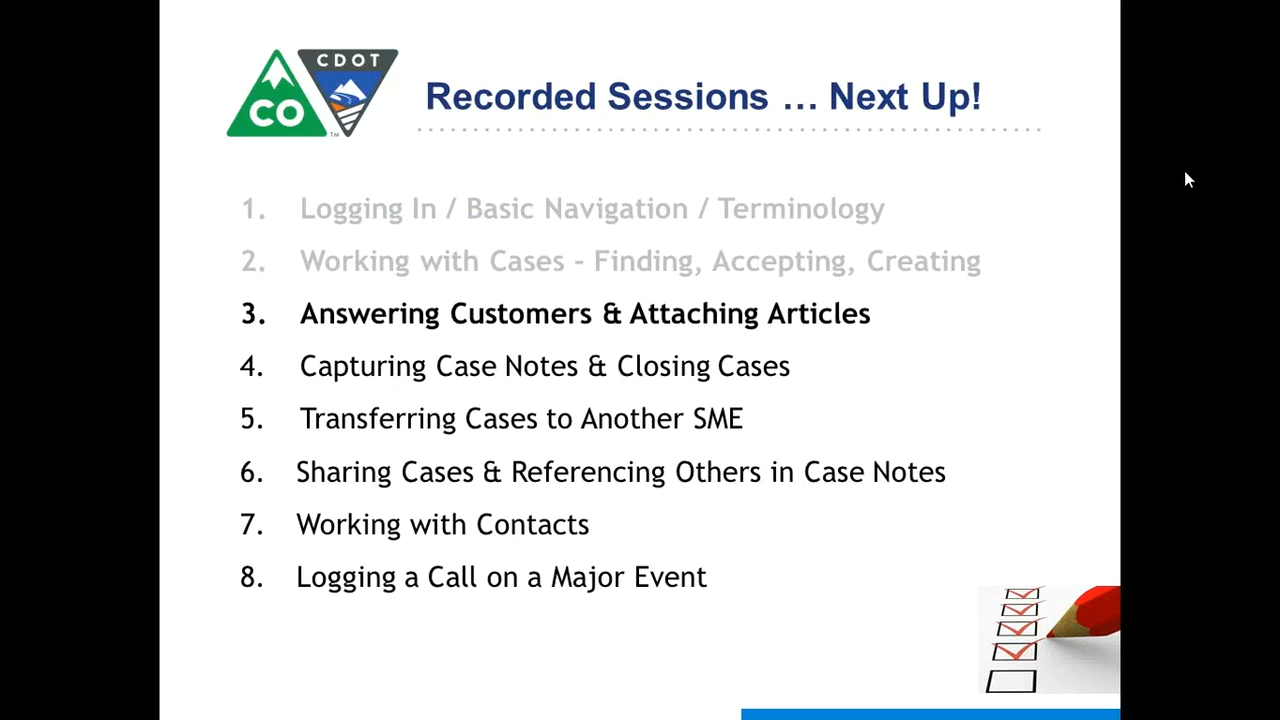 CDOT
CO
TM
Recorded Sessions ... Next Up!
1. Logging In / Basic Navigation / Terminology
2. Working with Cases – Finding, Accepting, Creating
3. Answering Customers & Attaching Articles
4. Capturing Case Notes & Closing Cases
5. Transferring Cases to Another SME
6. Sharing Cases & Referencing Others in Case Notes
7. Working with Contacts
8. Logging a Call on a Major Event